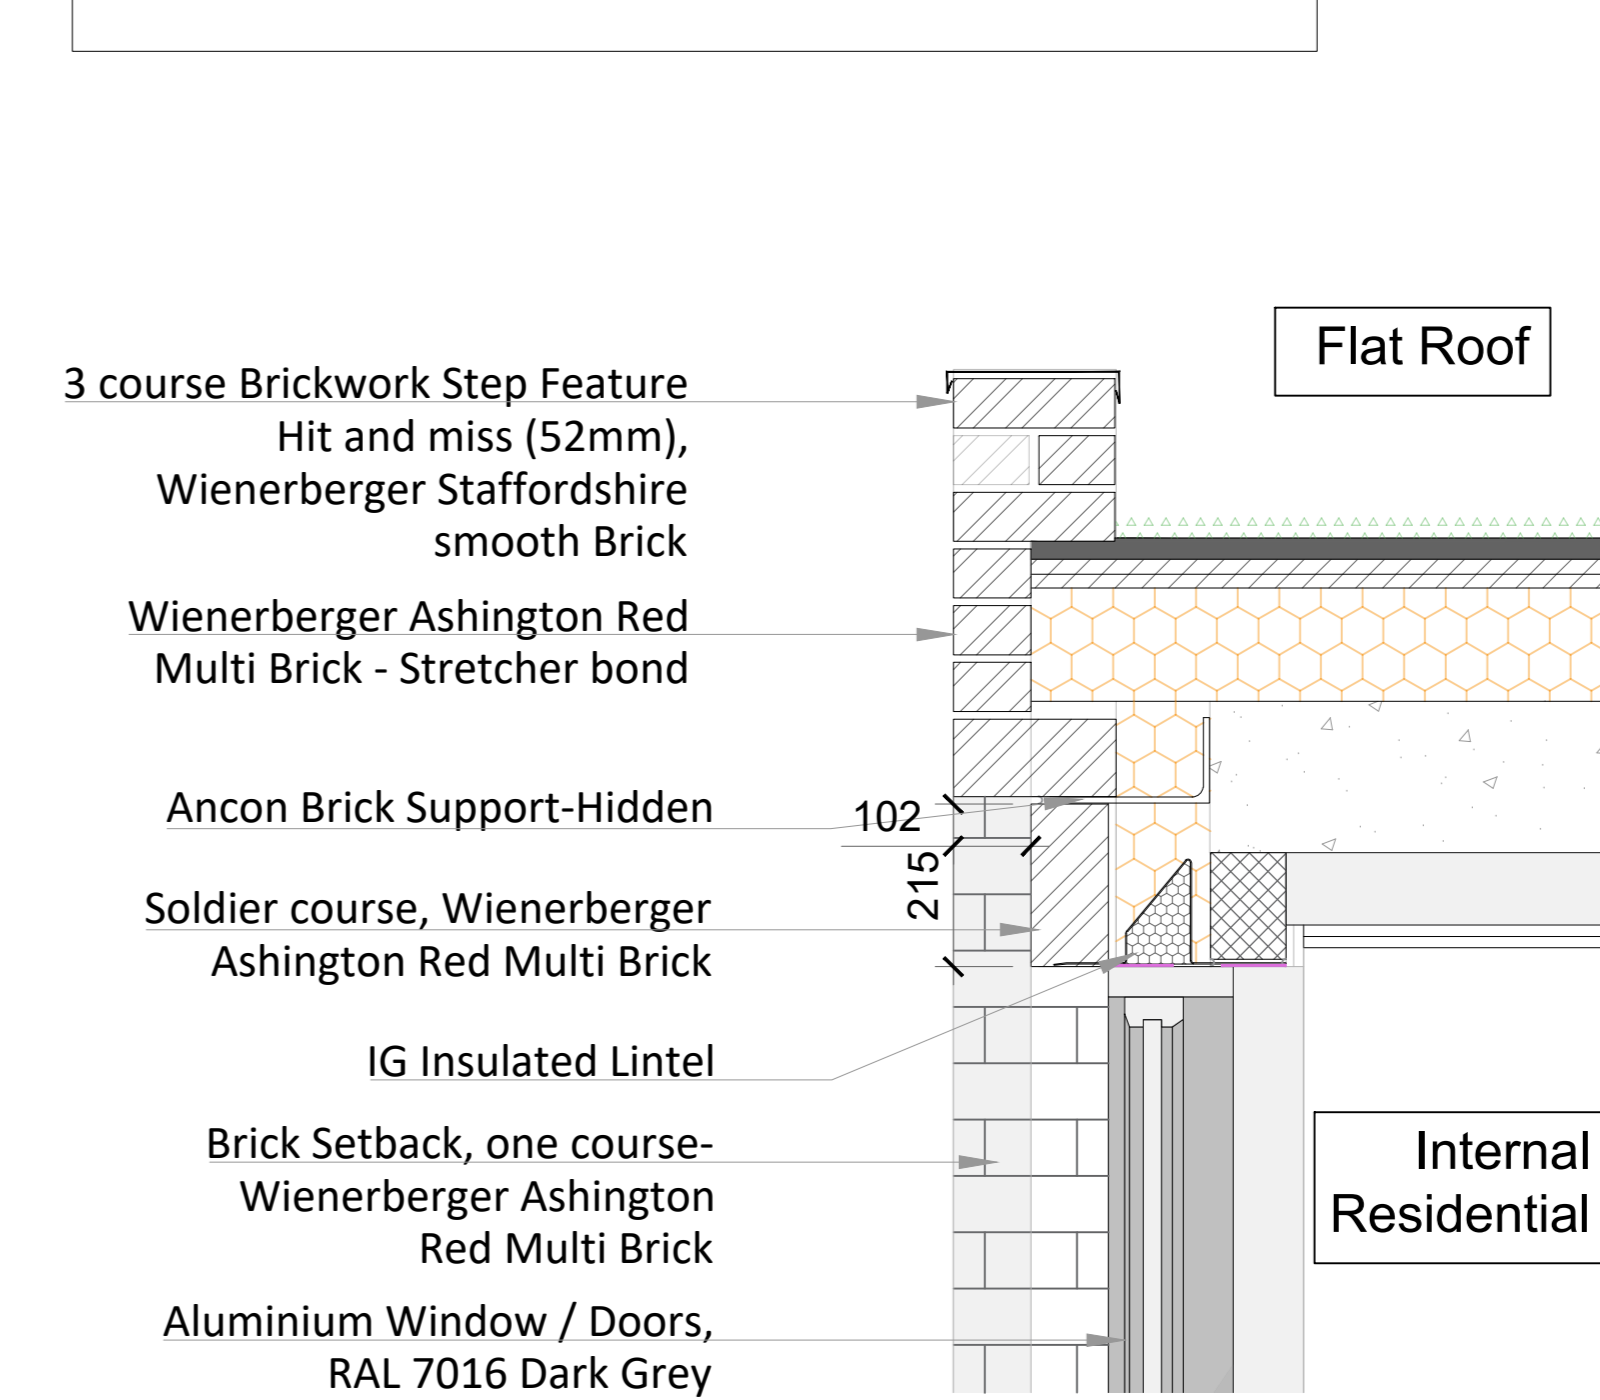 Flat Roof
3 course Brickwork Step Feature
Hit and miss (52mm),
Wienerberger Staffordshire
smooth Brick
Wienerberger Ashington Red
Multi Brick - Stretcher bond
Ancon Brick Support-Hidden
102
215
Soldier course, Wienerberger
Ashington Red Multi Brick
IG Insulated Lintel
Brick Setback, one course-
Wienerberger Ashington
Red Multi Brick
Internal
Residential
Aluminium Window / Doors,
RAL 7016 Dark Grey